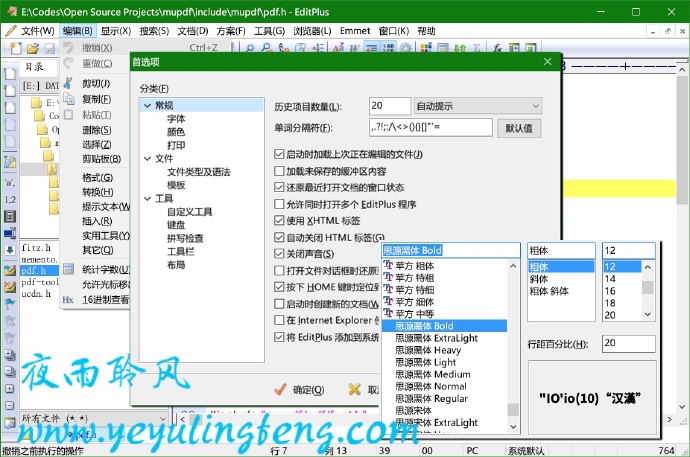 E:\Codes\Open Source Projects\mupdf\include\mupdf\pdf.h - EditPlus
文件(W) 编辑(B) 显示(X) 搜索(S) 文档(D) 方案(F) 工具(G) 浏览器(L) Emmet 窗口(K) 帮助(M)
目录
[E:] DAT
撤销(X) Ctrl+Z
重做(C)
剪切(J)
复制(F)
粘贴(T)
删除(S)
选择(Z)
剪贴板(B)
格式(G)
转换(H)
提示文本(W)
插入(R)
实用工具(Y)
其它(Q)
统计字数(U)
允许光标移
16进制查看
fitz.h
memento.
pdf.h
pdf-tool
ucdn.h
所有文件 (*.*)
首选项
分类(F)
常规
字体
颜色
打印
文件
文件类型及语法
模板
工具
自定义工具
键盘
拼写检查
工具栏
布局
历史项目数量(L): 20 自动提示
单词分隔符(F): ,.?!;:/\<>(){}[]"'= 默认值
启动时加载上次正在编辑的文件(J)
加载未保存的缓冲区内容
还原最近打开文档的窗口状态
允许同时打开多个 EditPlus 程序
使用 XHTML 标签
自动关闭 HTML 标签(G)
关闭声音(S)
打开文件对话框时还原
按下 HOME 键时定位到
启动时创建新的文档(W)
在 Internet Explorer
将 EditPlus 添加到系统
确定(Q)
思源黑体 Bold
苹方 粗体
苹方 特粗
苹方 特细
苹方 细体
苹方 中等
思源黑体 Bold
思源黑体 ExtraLight
思源黑体 Heavy
思源黑体 Light
思源黑体 Medium
思源黑体 Normal
思源黑体 Regular
思源宋体
思源宋体 ExtraLight
思源宋体 Heavy
粗体
粗体
斜体
粗体 斜体
12
12
14
16
18
20
行距百分比(H): 20
"IO'io(10)“汉漢”
夜雨聆风
www.yeyulingfeng.com
撤销之前执行的操作 行 7 列 13 39 00 PC 系统默认 764